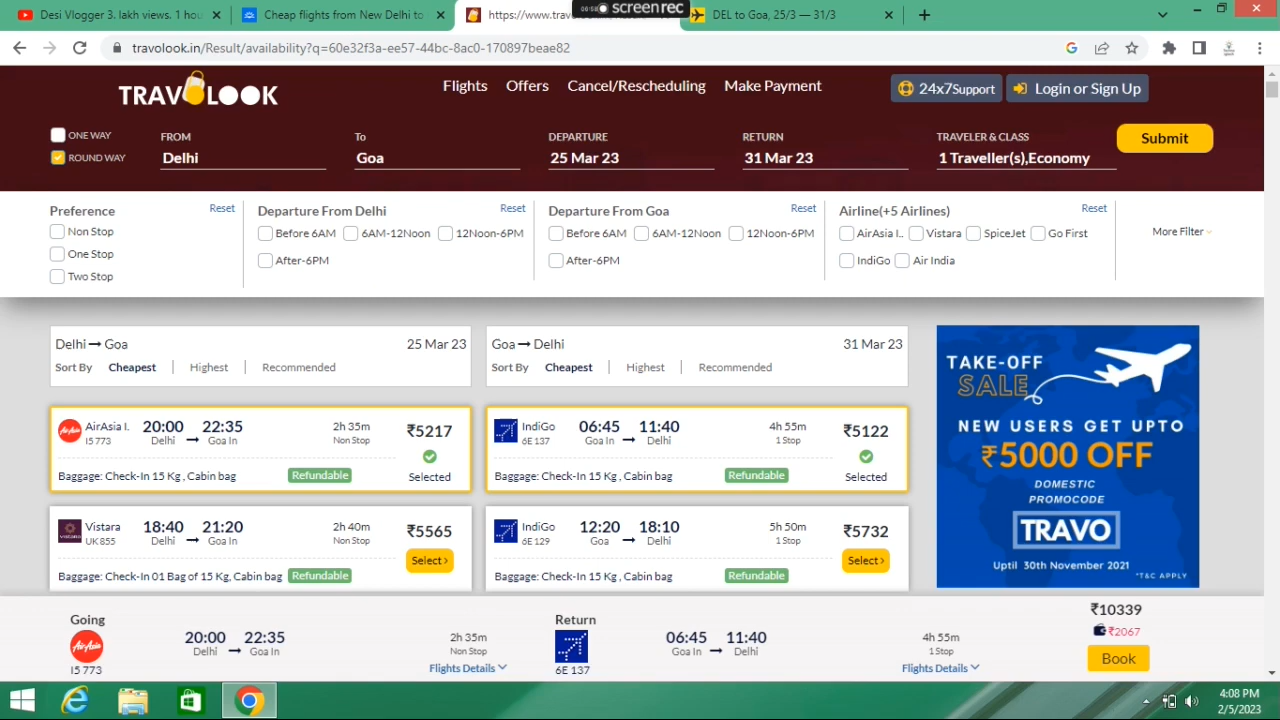 Desi Vlogger 3. lakh views. 1 hou
Cheap flights from New Delhi to
https://www.trav
screenrec
DEL to Goa, 25/3 — 31/3
travolook.in/Result/availability?q=60e32f3a-ee57-44bc-8ac0-170897beae82
TRAVOLOOK
Flights
Offers
Cancel/Rescheduling
Make Payment
24x7Support
Login or Sign Up
ONE WAY
ROUND WAY
FROM
Delhi
To
Goa
DEPARTURE
25 Mar 23
RETURN
31 Mar 23
TRAVELER & CLASS
1 Traveller(s),Economy
Submit
Preference
Reset
Non Stop
One Stop
Two Stop
Departure From Delhi
Reset
Before 6AM
6AM-12Noon
12Noon-6PM
After-6PM
Departure From Goa
Reset
Before 6AM
6AM-12Noon
12Noon-6PM
After-6PM
Airline(+5 Airlines)
Reset
AirAsia I..
Vistara
SpiceJet
Go First
IndiGo
Air India
More Filter
Delhi
Goa
25 Mar 23
Sort By
Cheapest
Highest
Recommended
Goa
Delhi
31 Mar 23
Sort By
Cheapest
Highest
Recommended
AirAsia I.
I5 773
20:00
Delhi
22:35
Goa In
2h 35m
Non Stop
₹5217
Selected
Baggage: Check-In 15 Kg , Cabin bag
Refundable
IndiGo
6E 137
06:45
Goa In
11:40
Delhi
4h 55m
1 Stop
₹5122
Selected
Baggage: Check-In 15 Kg , Cabin bag
Refundable
Vistara
UK 855
18:40
Delhi
21:20
Goa In
2h 40m
Non Stop
₹5565
Select ›
Baggage: Check-In 01 Bag of 15 Kg, Cabin bag
Refundable
IndiGo
6E 129
12:20
Goa
18:10
Delhi
5h 50m
1 Stop
₹5732
Select ›
Baggage: Check-In 15 Kg , Cabin bag
Refundable
TAKE-OFF
SALE
NEW USERS GET UPTO
₹5000 OFF
DOMESTIC
PROMOCODE
TRAVO
Uptil 30th November 2021
*T&C APPLY
Going
AirAsia
I5 773
20:00
Delhi
22:35
Goa In
2h 35m
Non Stop
Flights Details
Return
6E 137
06:45
Goa In
11:40
Delhi
4h 55m
1 Stop
Flights Details
₹10339
₹2067
Book
4:08 PM
2/5/2023